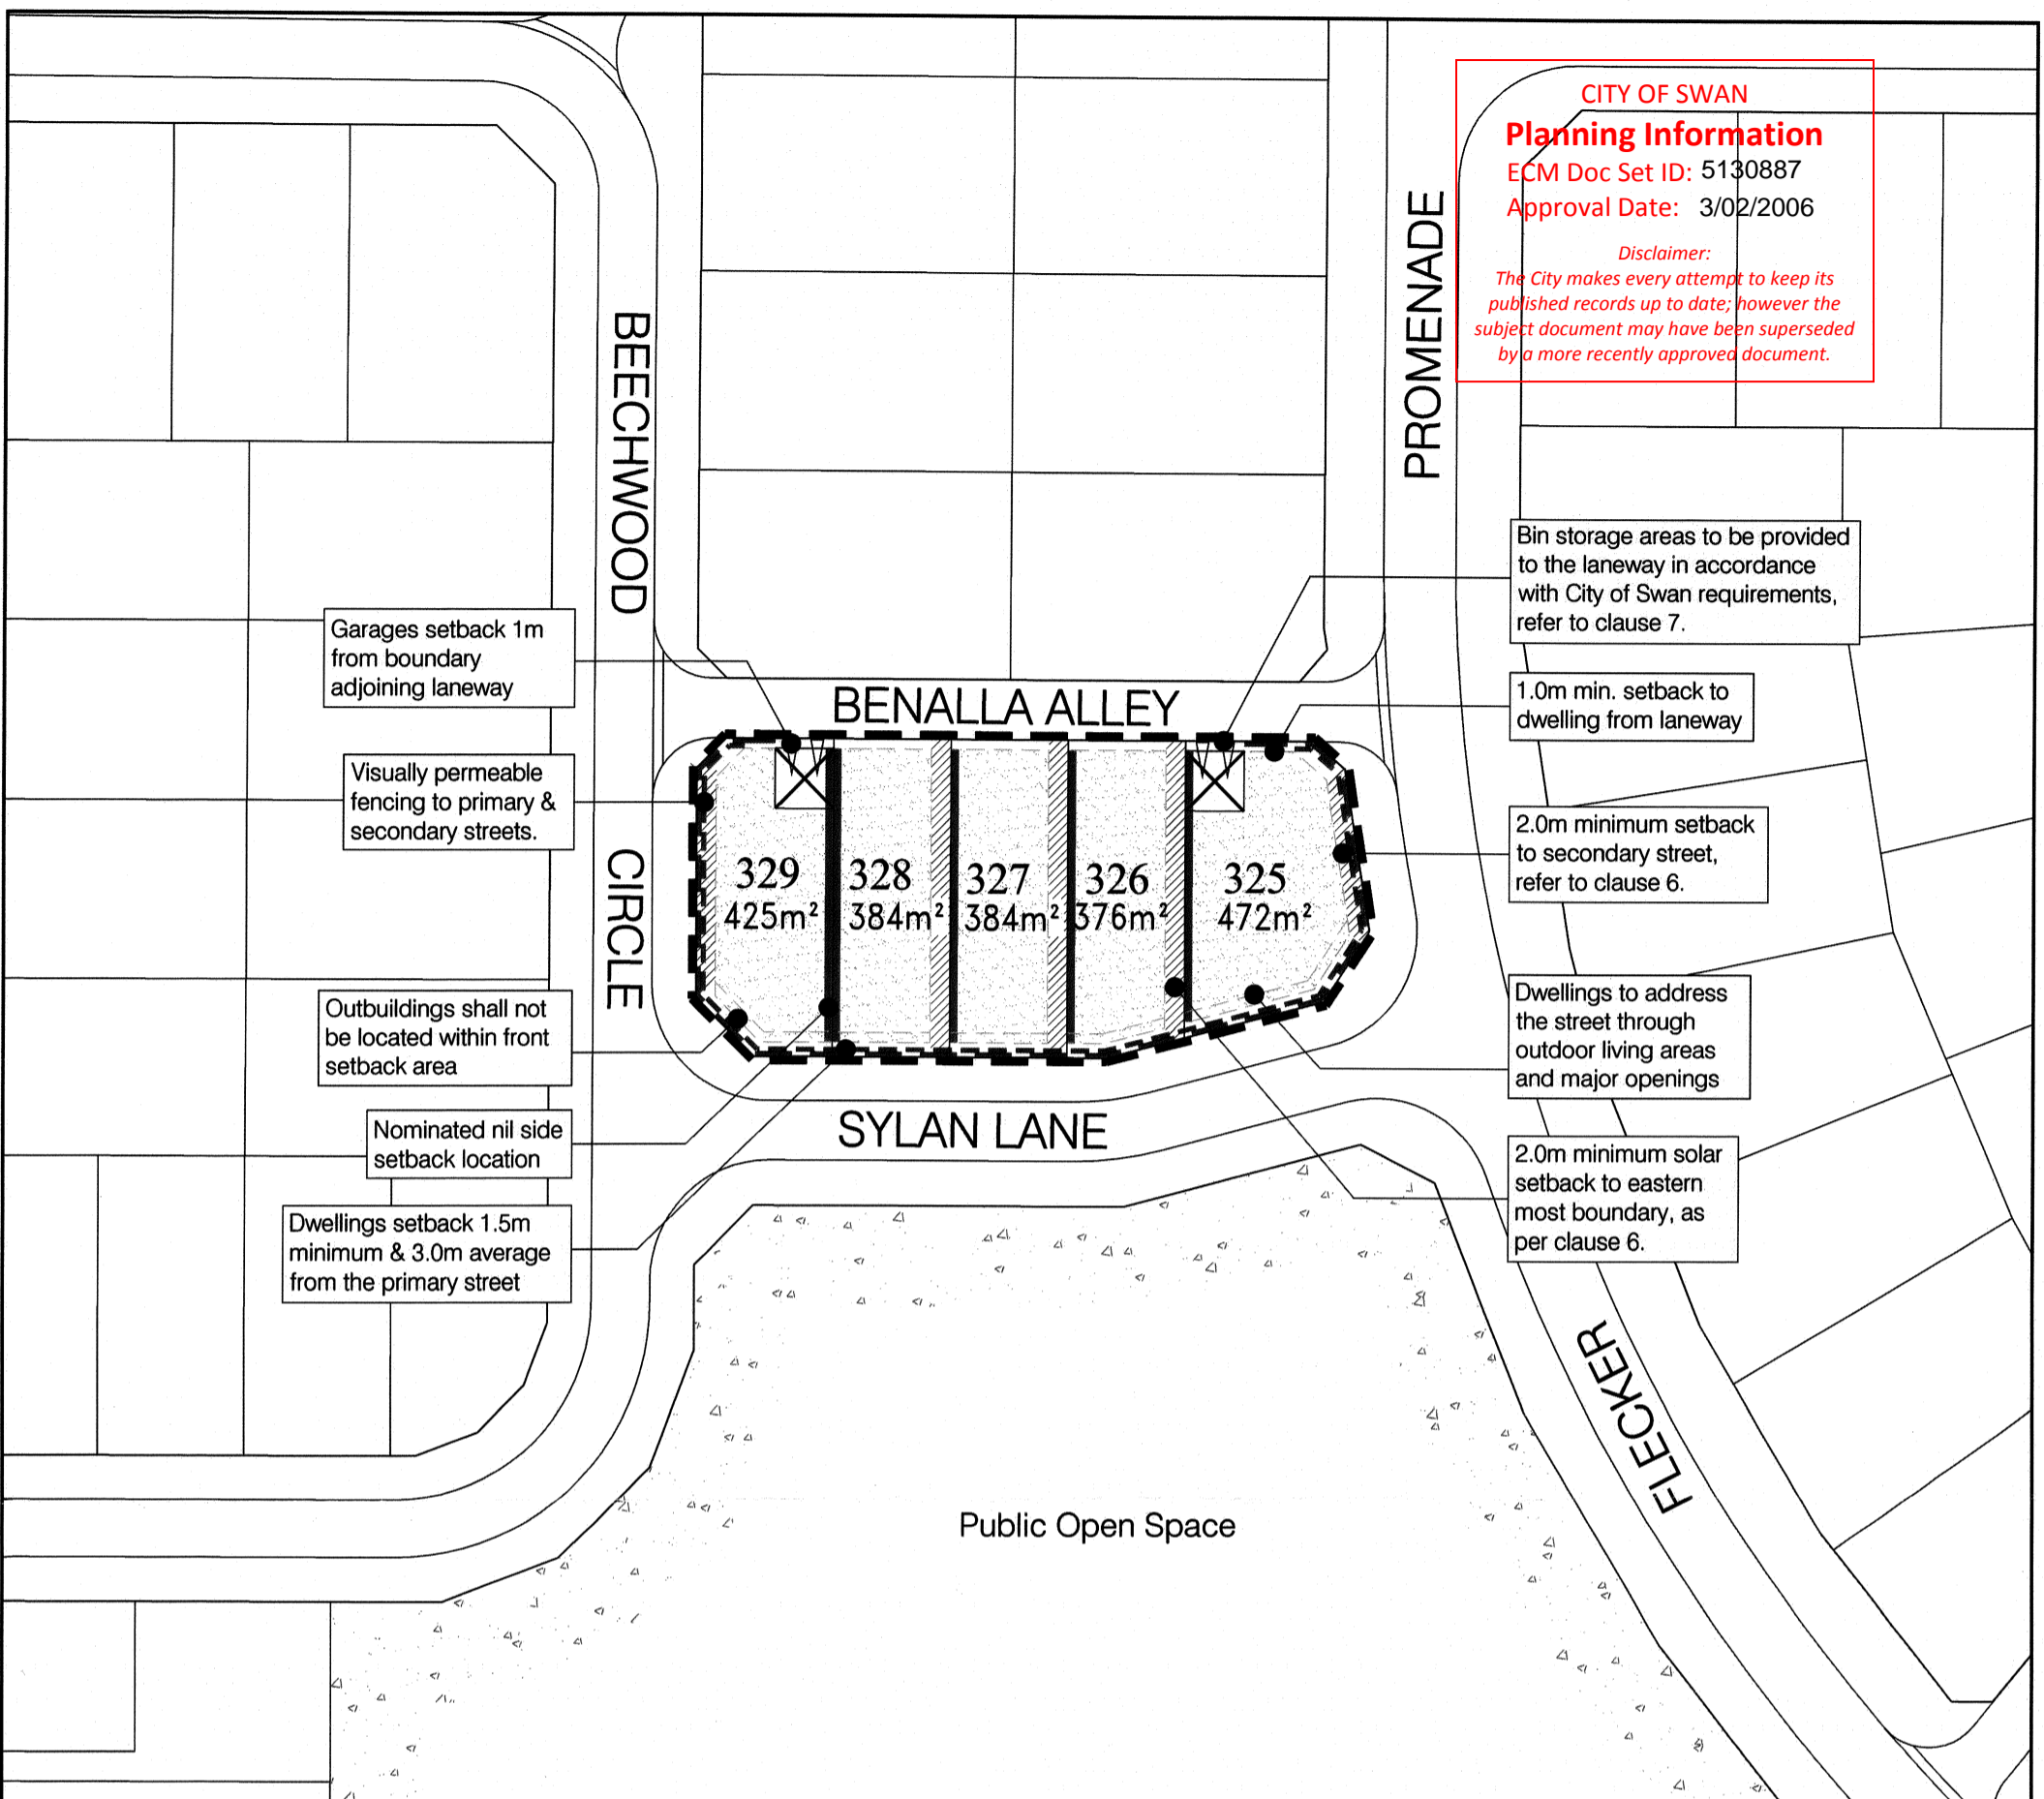 CITY OF SWAN
Planning Information
ECM Doc Set ID: 5130887
Approval Date: 3/02/2006
Disclaimer:
The City makes every attempt to keep its
published records up to date; however the
subject document may have been superseded
by a more recently approved document.
PROMENADE
BEECHWOOD
Bin storage areas to be provided
to the laneway in accordance
with City of Swan requirements,
refer to clause 7.
Garages setback 1m
from boundary
adjoining laneway
BENALLA ALLEY
1.0m min. setback to
dwelling from laneway
Visually permeable
fencing to primary &
secondary streets.
2.0m minimum setback
to secondary street,
refer to clause 6.
CIRCLE
329
425m²
328
384m²
327
384m²
326
376m²
325
472m²
Outbuildings shall not
be located within front
setback area
Dwellings to address
the street through
outdoor living areas
and major openings
Nominated nil side
setback location
SYLAN LANE
2.0m minimum solar
setback to eastern
most boundary, as
per clause 6.
Dwellings setback 1.5m
minimum & 3.0m average
from the primary street
FLECKER
Public Open Space